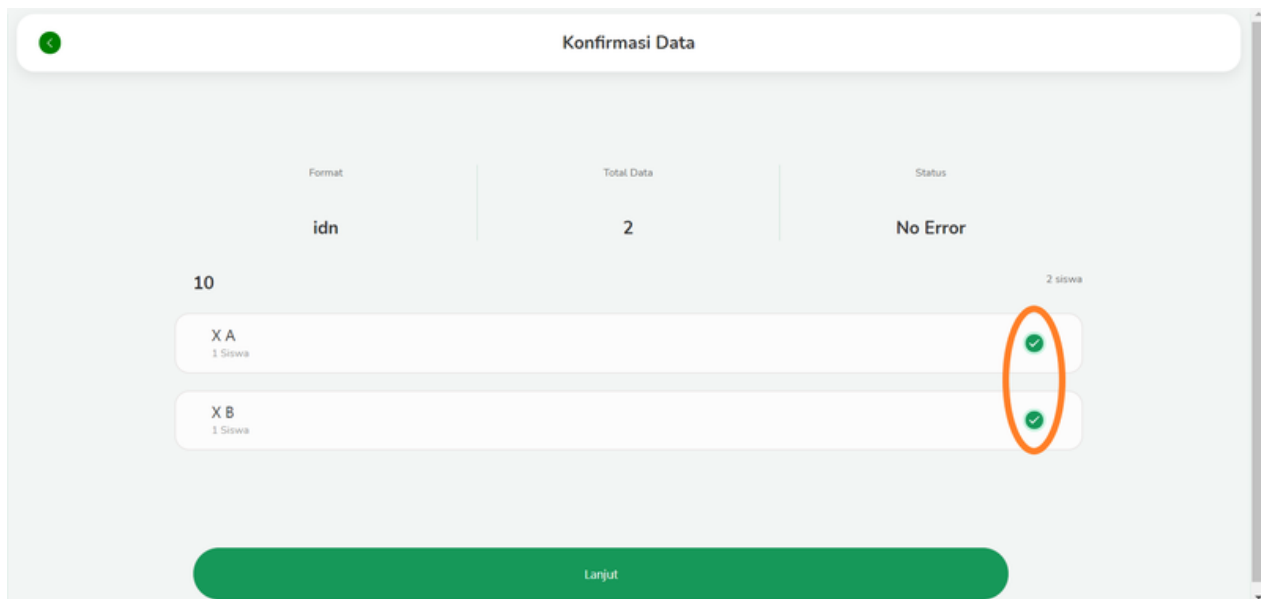 Konfirmasi Data
Format
Total Data
Status
idn
2
No Error
10
2 siswa
X A
1 Siswa
X B
1 Siswa
Lanjut